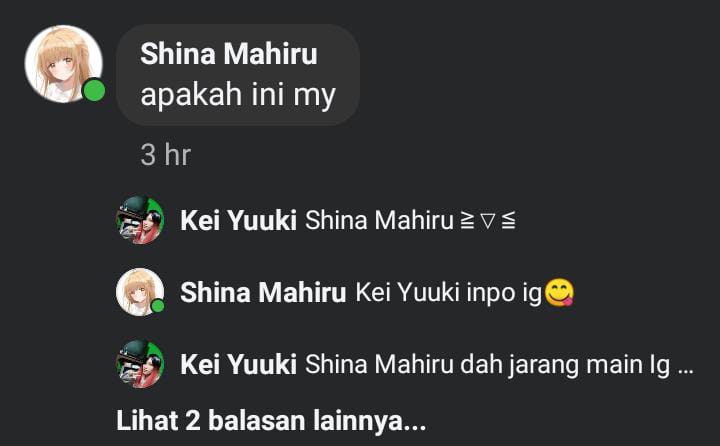 Shina Mahiru
apakah ini my
3 hr
Kei Yuuki Shina Mahiru ≧ ▽ ≦
Shina Mahiru Kei Yuuki inpo ig😋
Kei Yuuki Shina Mahiru dah jarang main Ig ...
Lihat 2 balasan lainnya...